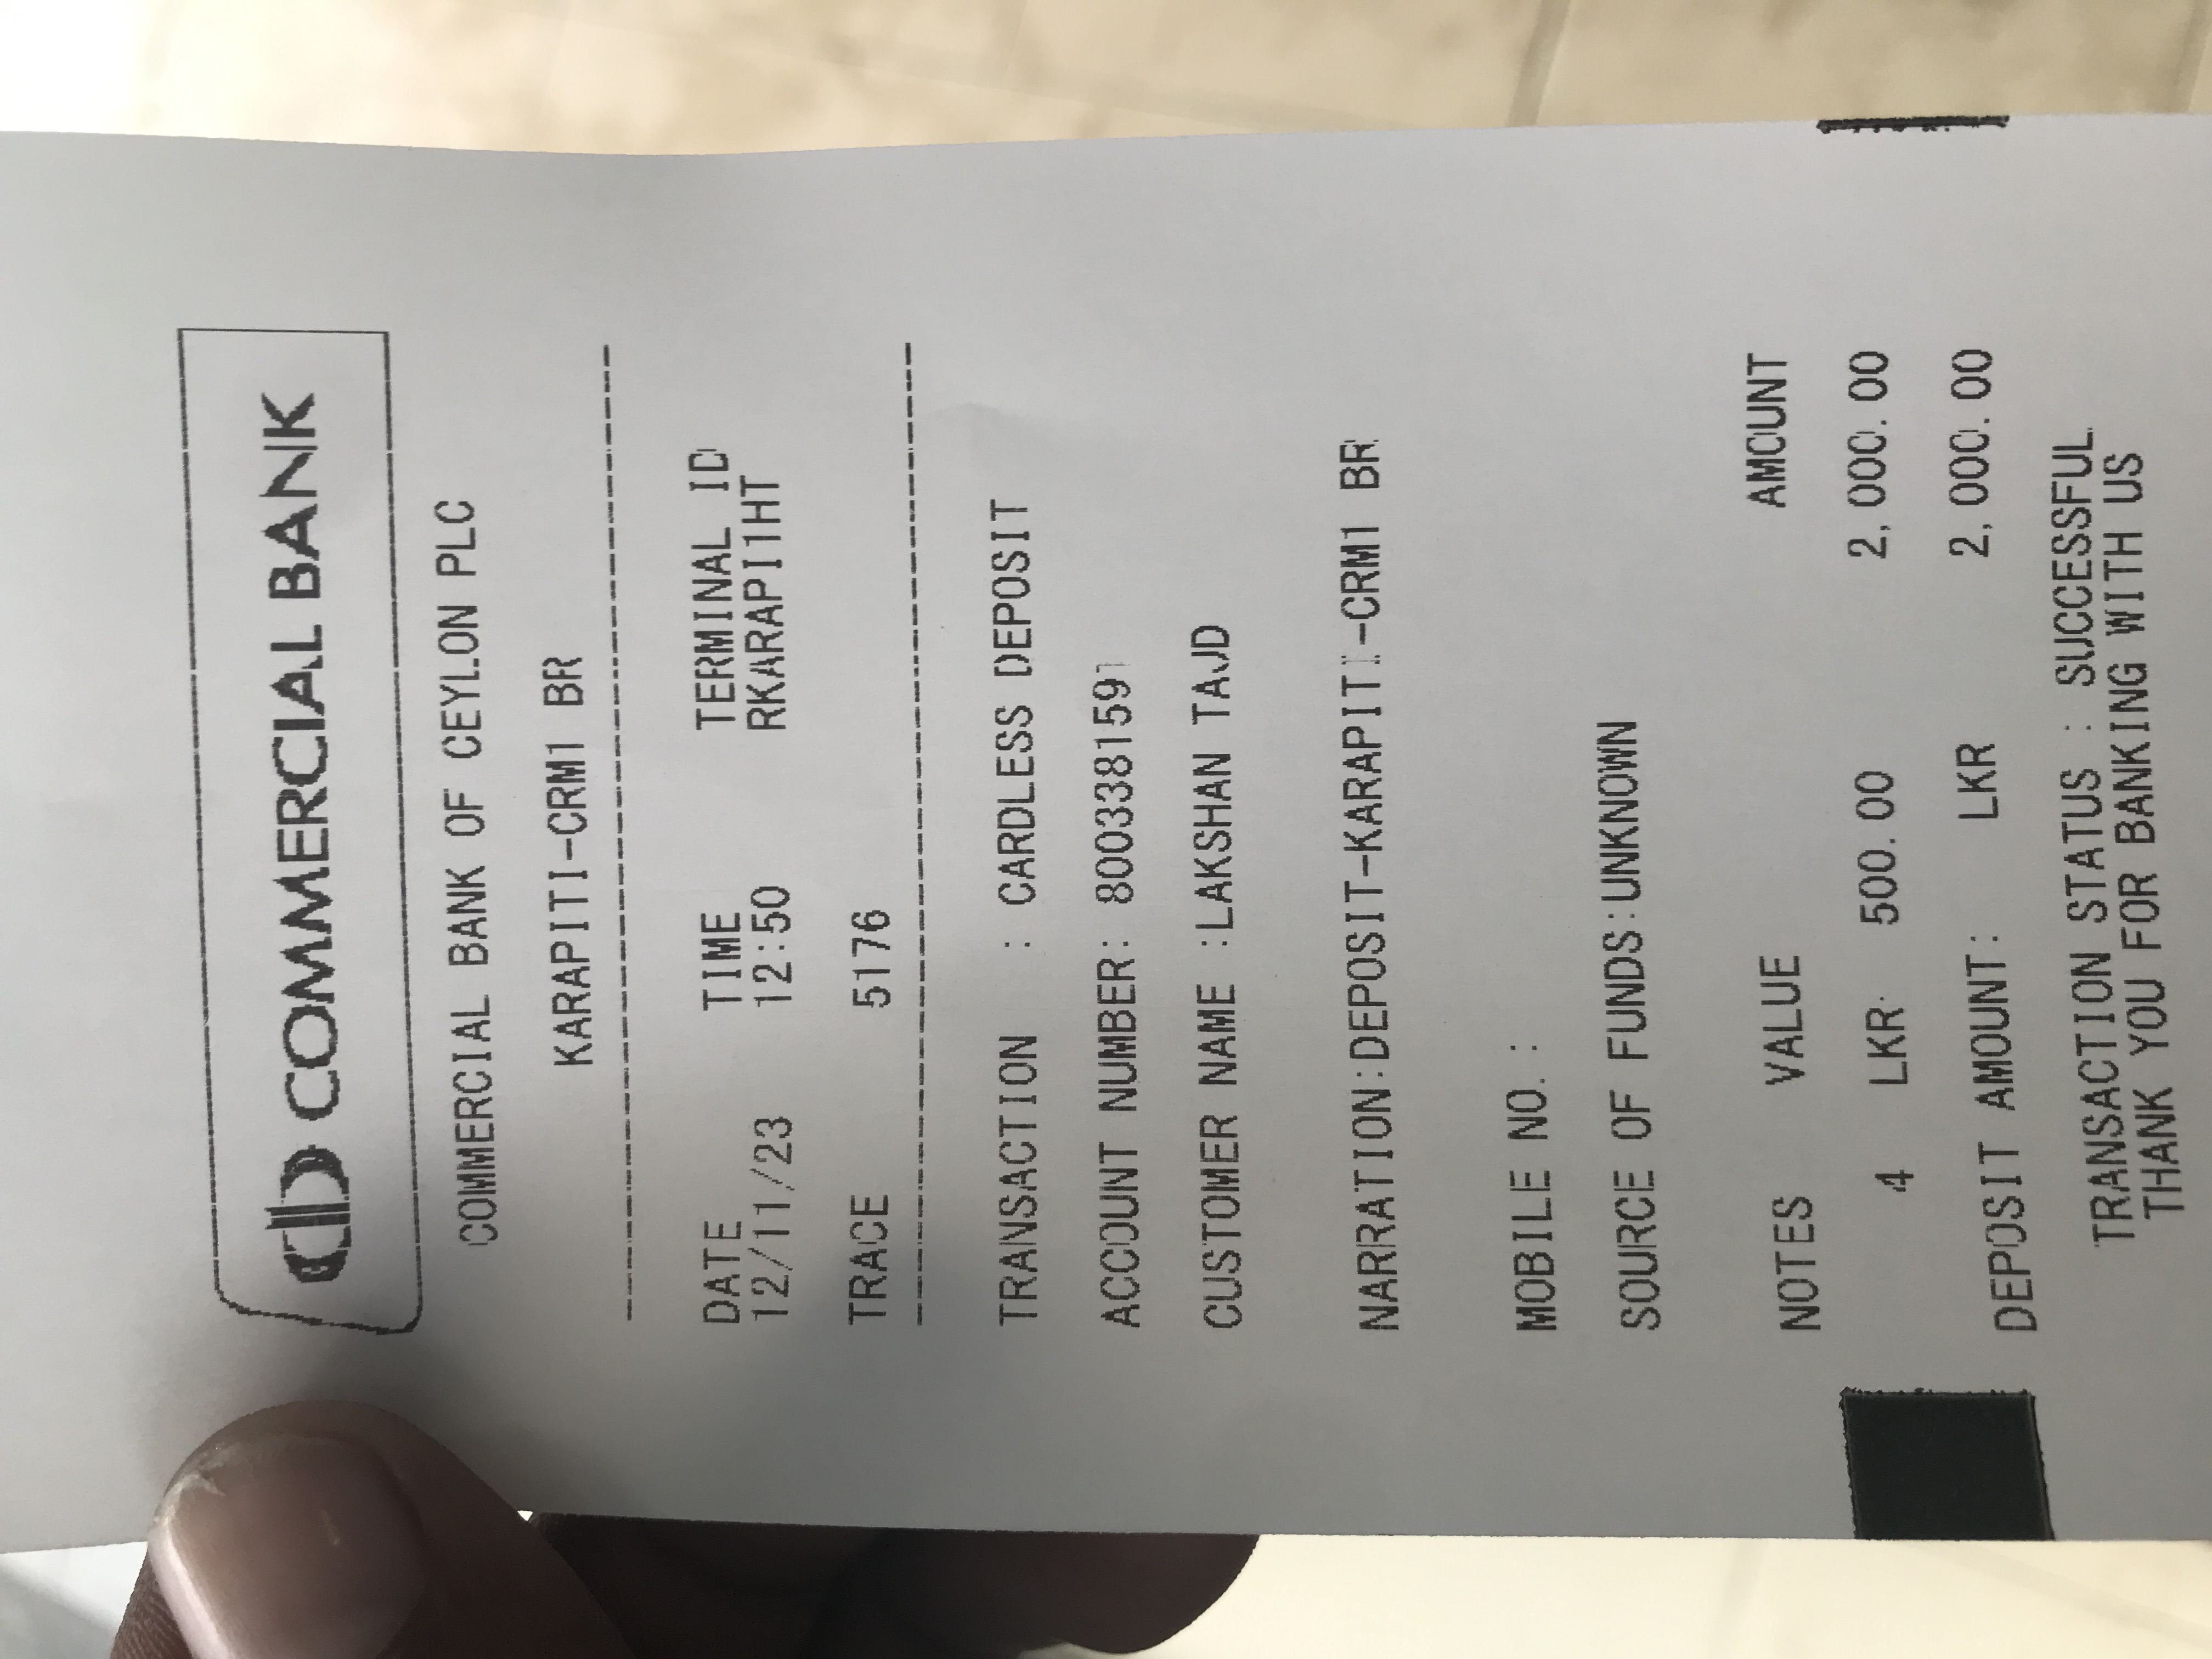 COMMERCIAL BANK
COMMERCIAL BANK OF CEYLON PLC
KARAPITI-CRM1 BR
DATE TIME TERMINAL ID
12/11/23 12:50 RKARAPI1HT
TRACE 5176
TRANSACTION : CARDLESS DEPOSIT
ACCOUNT NUMBER: 8003381591
CUSTOMER NAME :LAKSHAN TAJD
NARRATION:DEPOSIT-KARAPITI-CRM1 BR
MOBILE NO. :
SOURCE OF FUNDS:UNKNOWN
NOTES VALUE AMOUNT
4 LKR 500.00 2,000.00
DEPOSIT AMOUNT: LKR 2,000.00
TRANSACTION STATUS : SUCCESSFUL
THANK YOU FOR BANKING WITH US